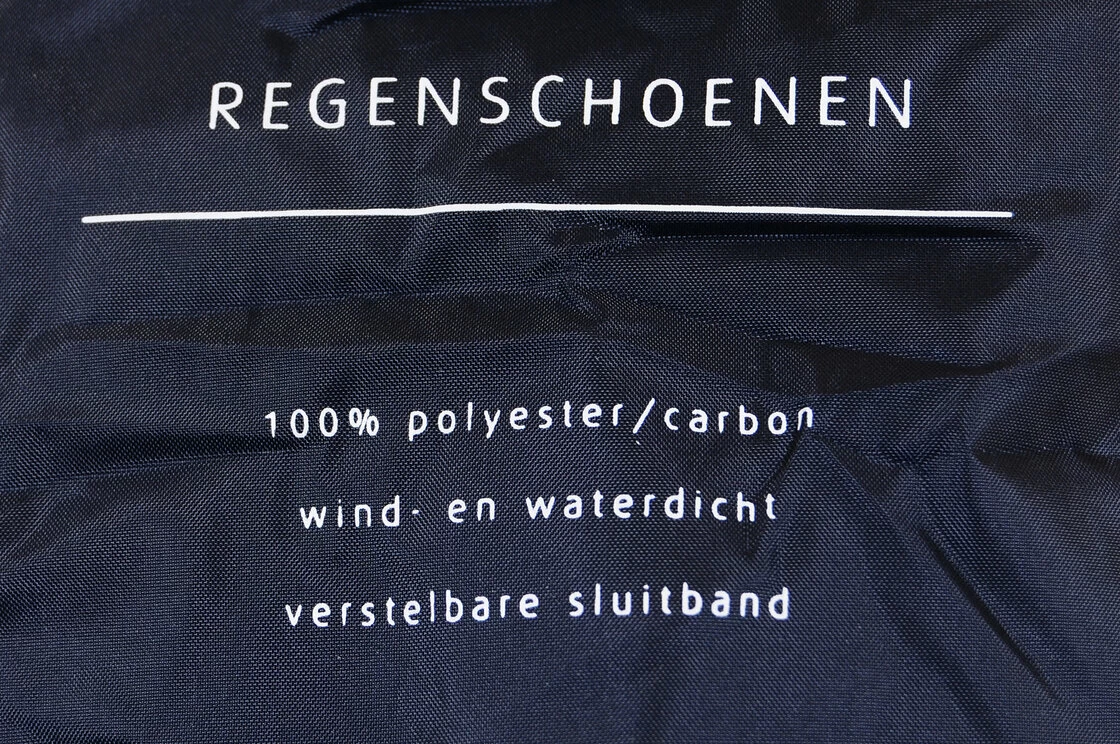 REGENSCHOENEN
100% polyester/carbon
wind- en waterdicht
verstelbare sluitband